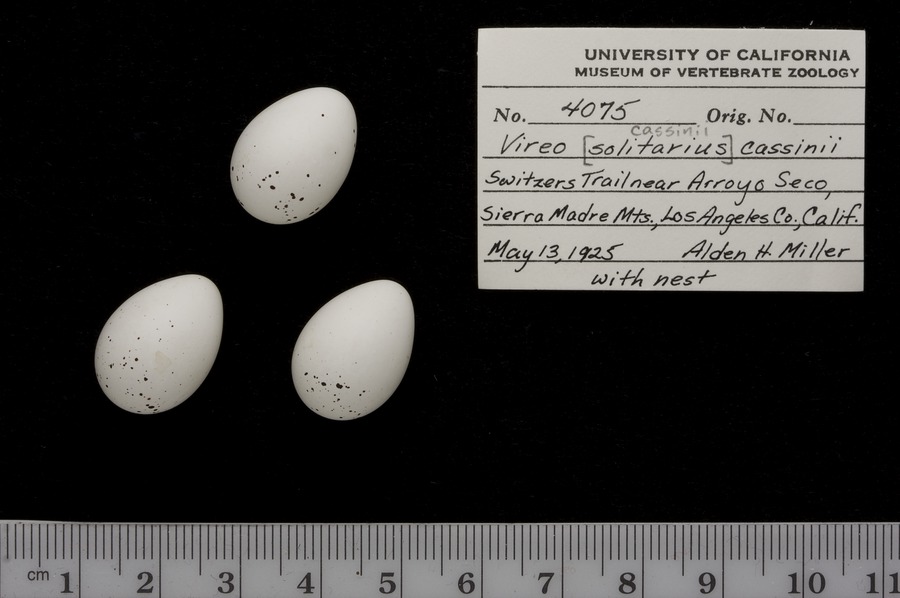 UNIVERSITY OF CALIFORNIA
MUSEUM OF VERTEBRATE ZOOLOGY
No. 4075 Orig. No.
cassinii
Vireo [solitarius] cassinii
Switzers Trail near Arroyo Seco,
Sierra Madre Mts., Los Angeles Co., Calif.
May 13, 1925 Alden H. Miller
with nest
cm 1 2 3 4 5 6 7 8 9 10 11